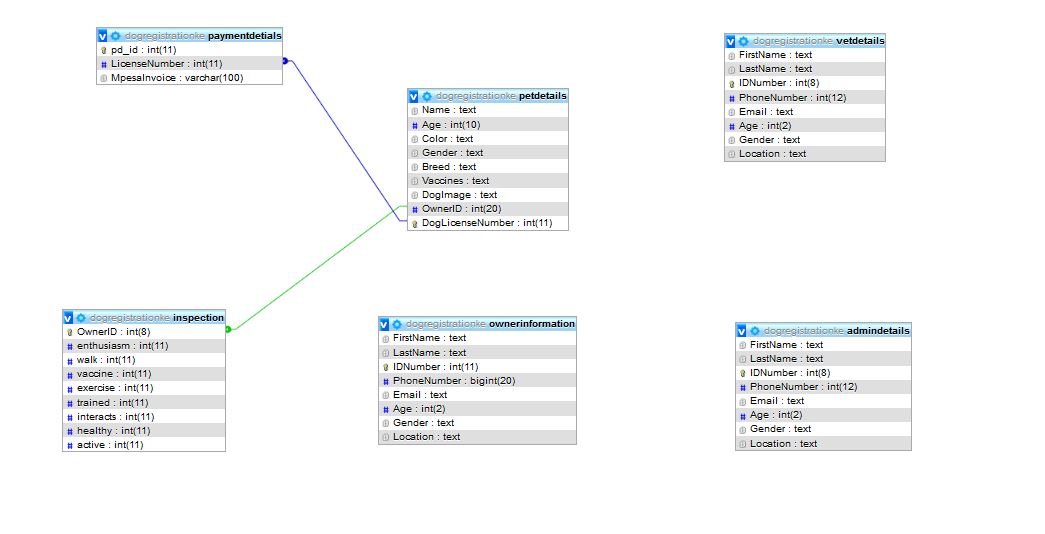 dogregistrationke paymentdetials
pd_id : int(11)
LicenseNumber : int(11)
MpesaInvoice : varchar(100)
dogregistrationke petdetails
Name : text
Age : int(10)
Color : text
Gender : text
Breed : text
Vaccines : text
DogImage : text
OwnerID : int(20)
DogLicenseNumber : int(11)
dogregistrationke vetdetails
FirstName : text
LastName : text
IDNumber : int(8)
PhoneNumber : int(12)
Email : text
Age : int(2)
Gender : text
Location : text
dogregistrationke inspection
OwnerID : int(8)
enthusiasm : int(11)
walk : int(11)
vaccine : int(11)
exercise : int(11)
trained : int(11)
interacts : int(11)
healthy : int(11)
active : int(11)
dogregistrationke ownerinformation
FirstName : text
LastName : text
IDNumber : int(11)
PhoneNumber : bigint(20)
Email : text
Age : int(2)
Gender : text
Location : text
dogregistrationke admindetails
FirstName : text
LastName : text
IDNumber : int(8)
PhoneNumber : int(12)
Email : text
Age : int(2)
Gender : text
Location : text